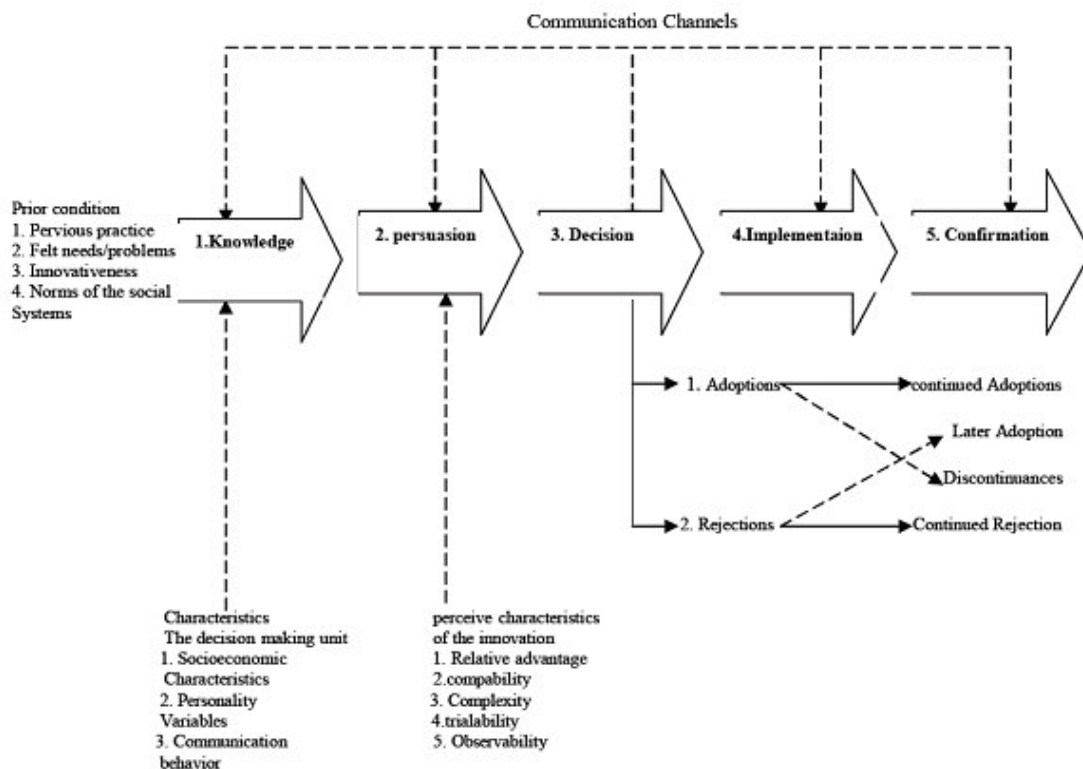 Communication Channels
Prior condition
1. Pervious practice
2. Felt needs/problems
3. Innovativeness
4. Norms of the social
Systems
1.Knowledge
2. persuasion
3. Decision
4.Implementaion
5. Confirmation
1. Adoptions
continued Adoptions
Later Adoption
Discontinuances
2. Rejections
Continued Rejection
Characteristics
The decision making unit
1. Socioeconomic
Characteristics
2. Personality
Variables
3. Communication
behavior
perceive characteristics
of the innovation
1. Relative advantage
2.compability
3. Complexity
4.trialability
5. Observability